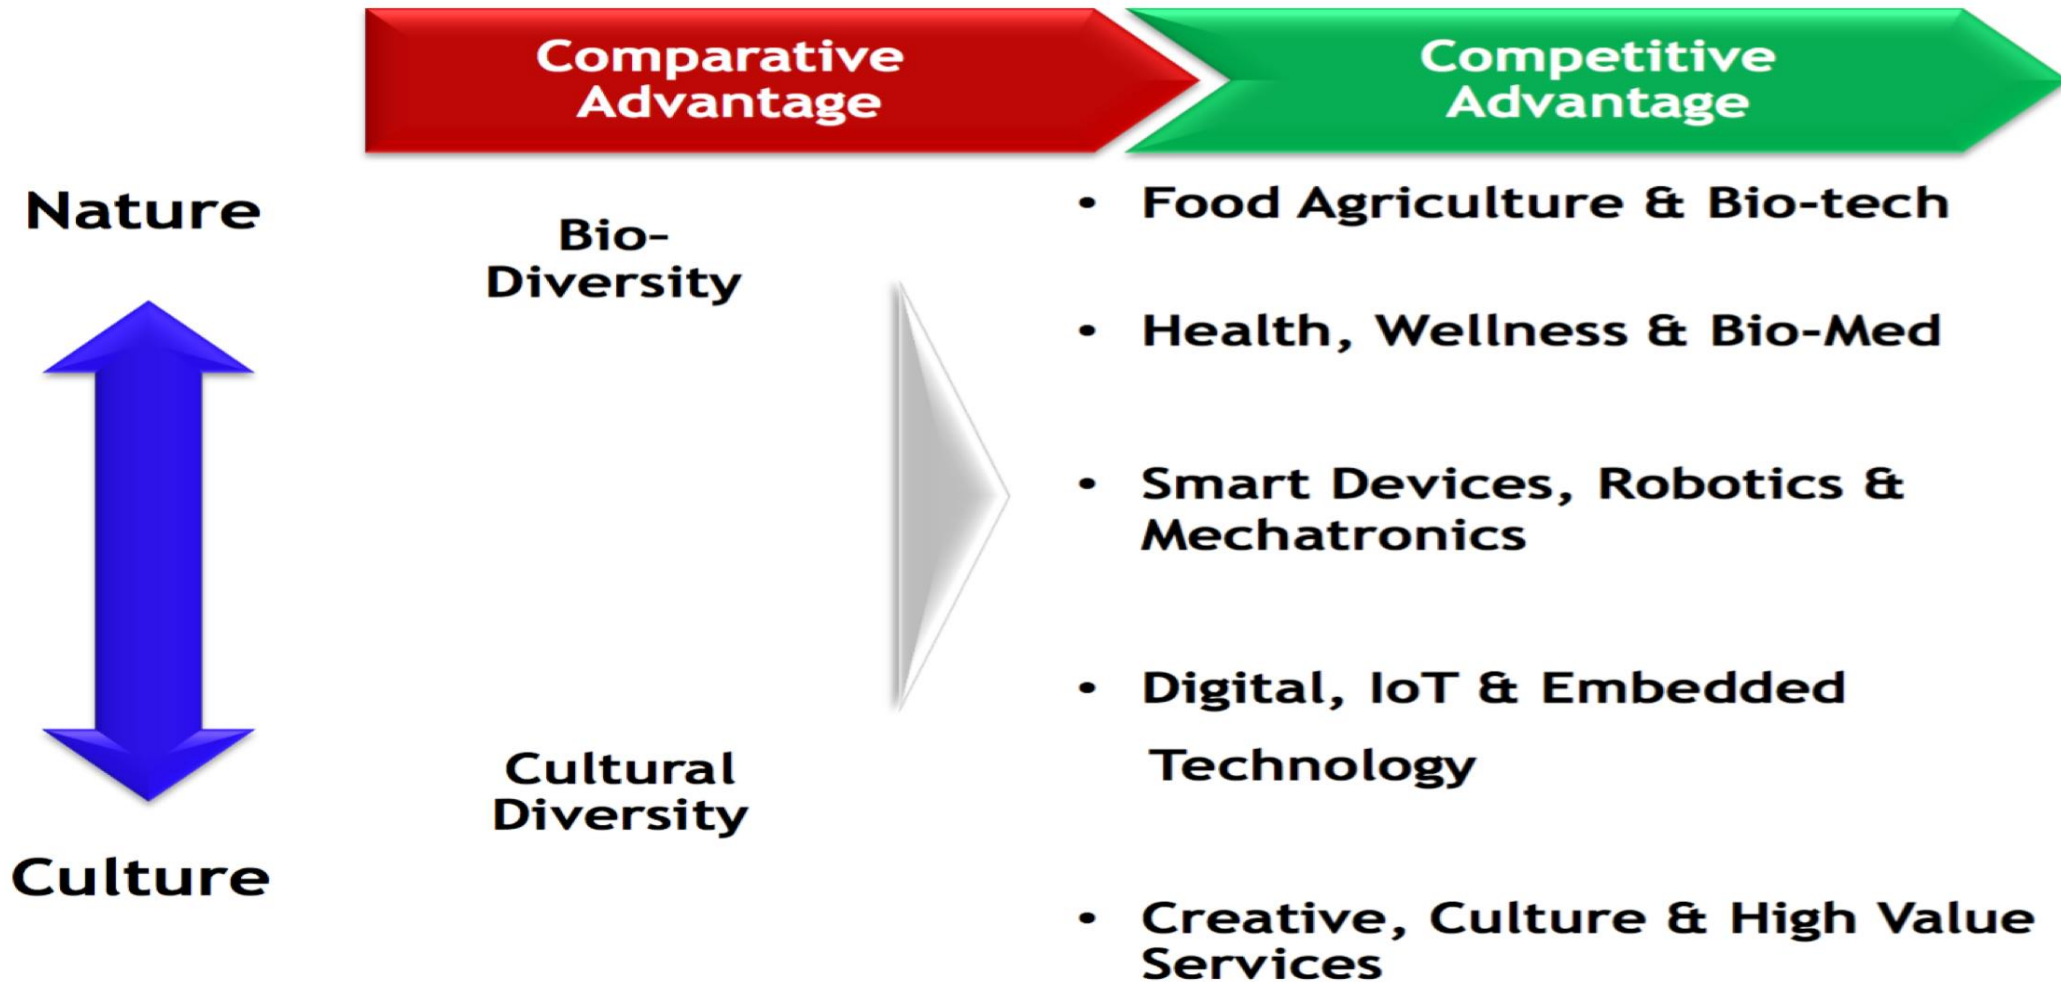 Comparative
Advantage
Competitive
Advantage
Nature
Bio-
Diversity
Cultural
Diversity
Culture
• Food Agriculture & Bio-tech
• Health, Wellness & Bio-Med
• Smart Devices, Robotics &
Mechatronics
• Digital, IoT & Embedded
Technology
• Creative, Culture & High Value
Services